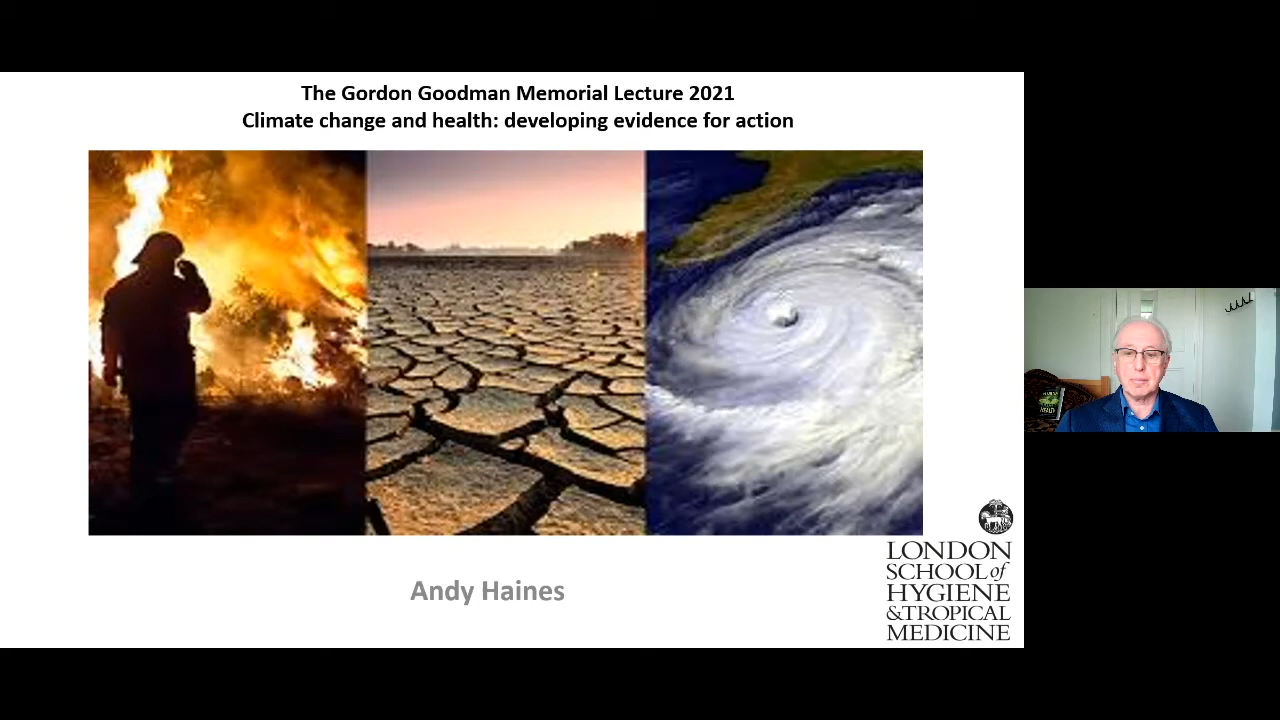 The Gordon Goodman Memorial Lecture 2021
Climate change and health: developing evidence for action
Andy Haines
LONDON
SCHOOL of
HYGIENE
&TROPICAL
MEDICINE